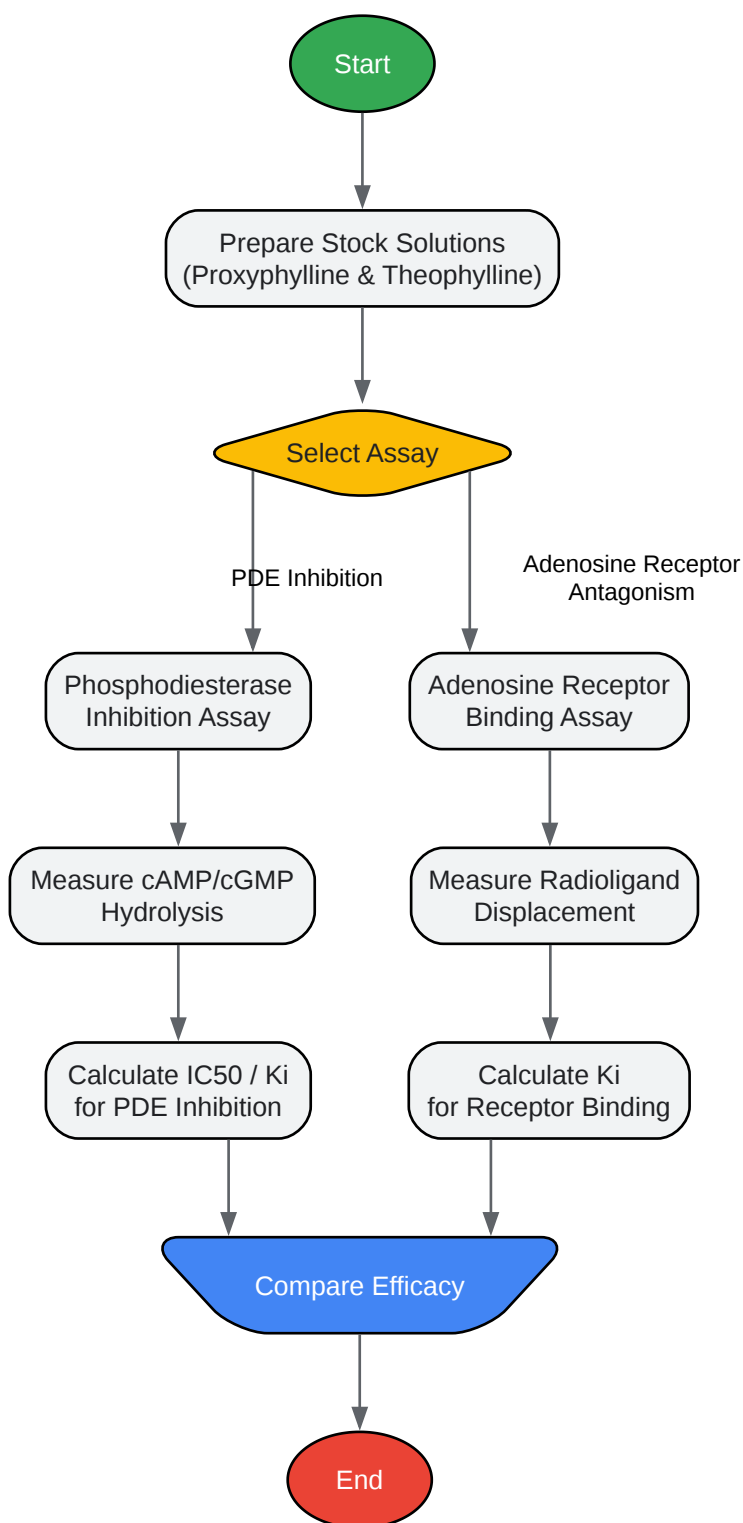 Start
Prepare Stock Solutions
(Proxyphylline & Theophylline)
Select Assay
PDE Inhibition
Adenosine Receptor
Antagonism
Phosphodiesterase
Inhibition Assay
Adenosine Receptor
Binding Assay
Measure cAMP/cGMP
Hydrolysis
Measure Radioligand
Displacement
Calculate IC50 / Ki
for PDE Inhibition
Calculate Ki
for Receptor Binding
Compare Efficacy
End